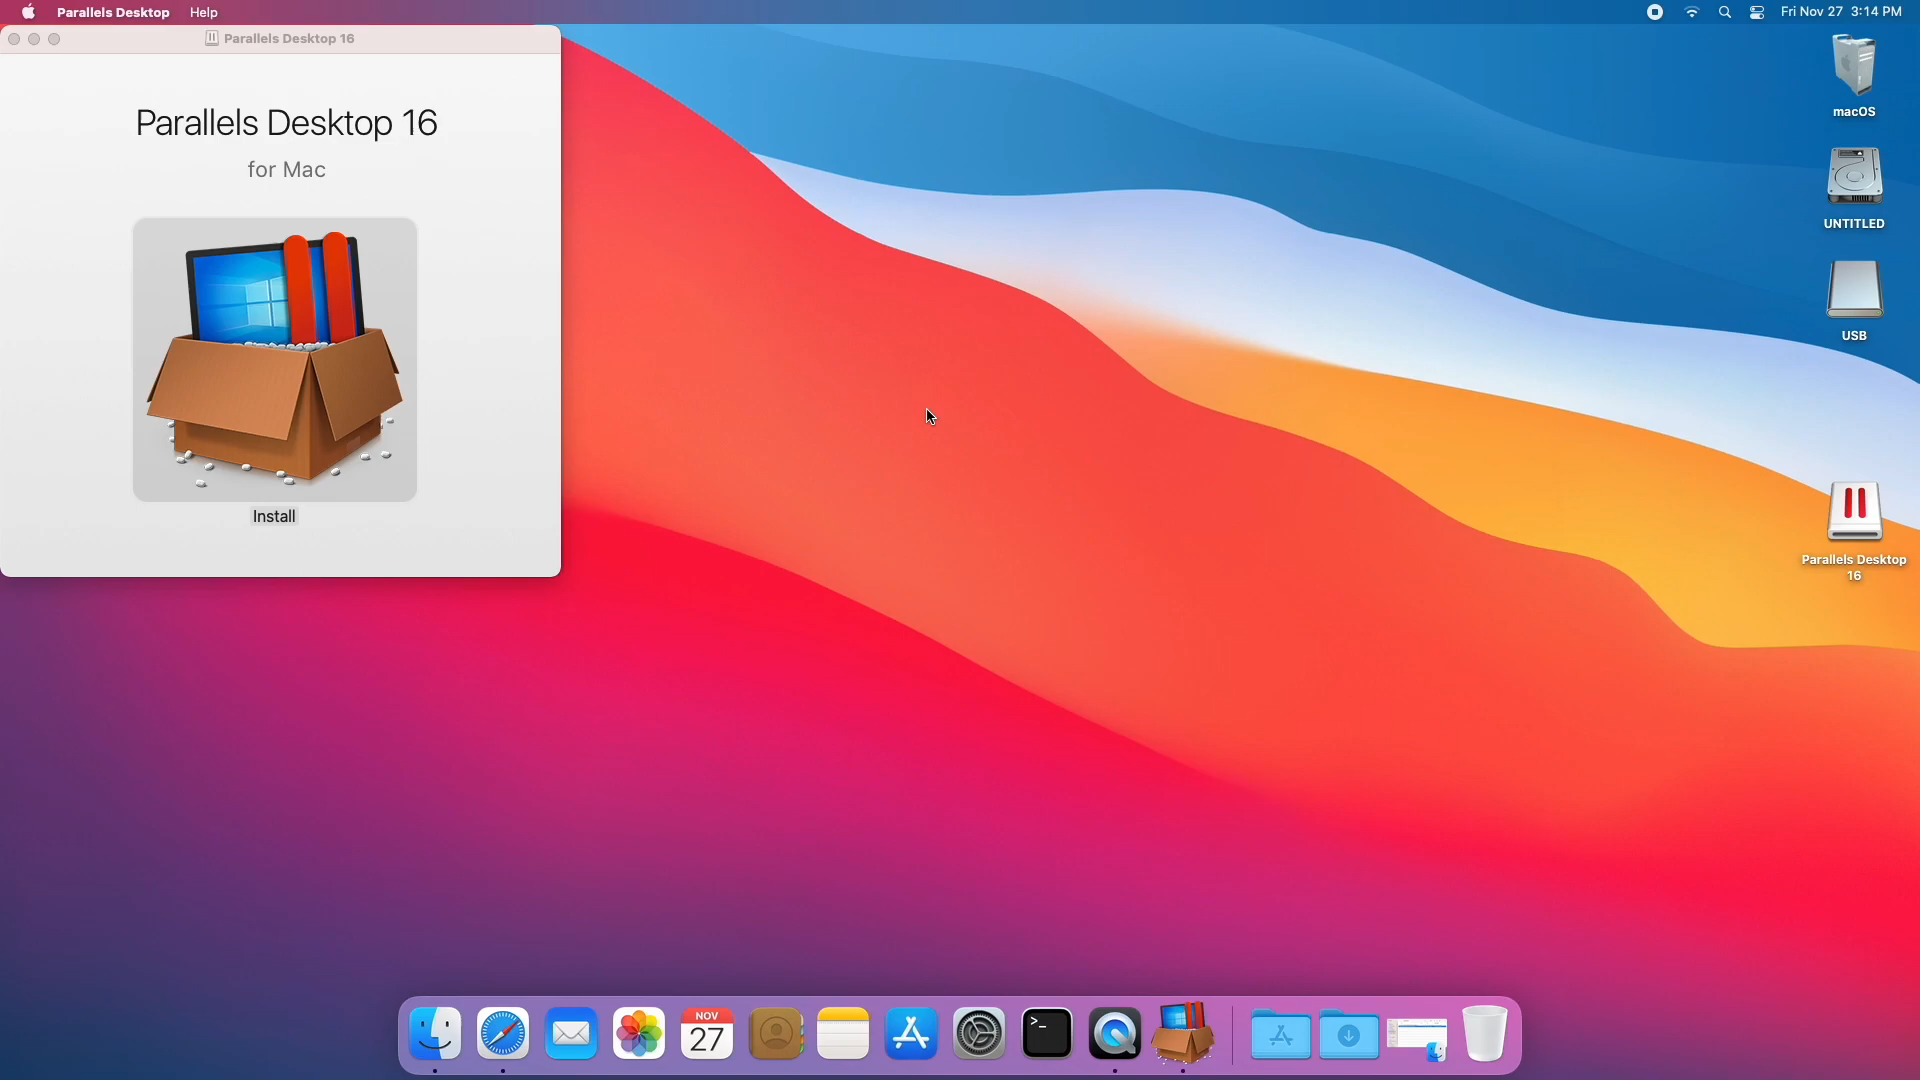 Parallels Desktop Help
Fri Nov 27 3:14 PM
Parallels Desktop 16
Parallels Desktop 16
for Mac
Install
macOS
UNTITLED
USB
Parallels Desktop
16
NOV
27
>_